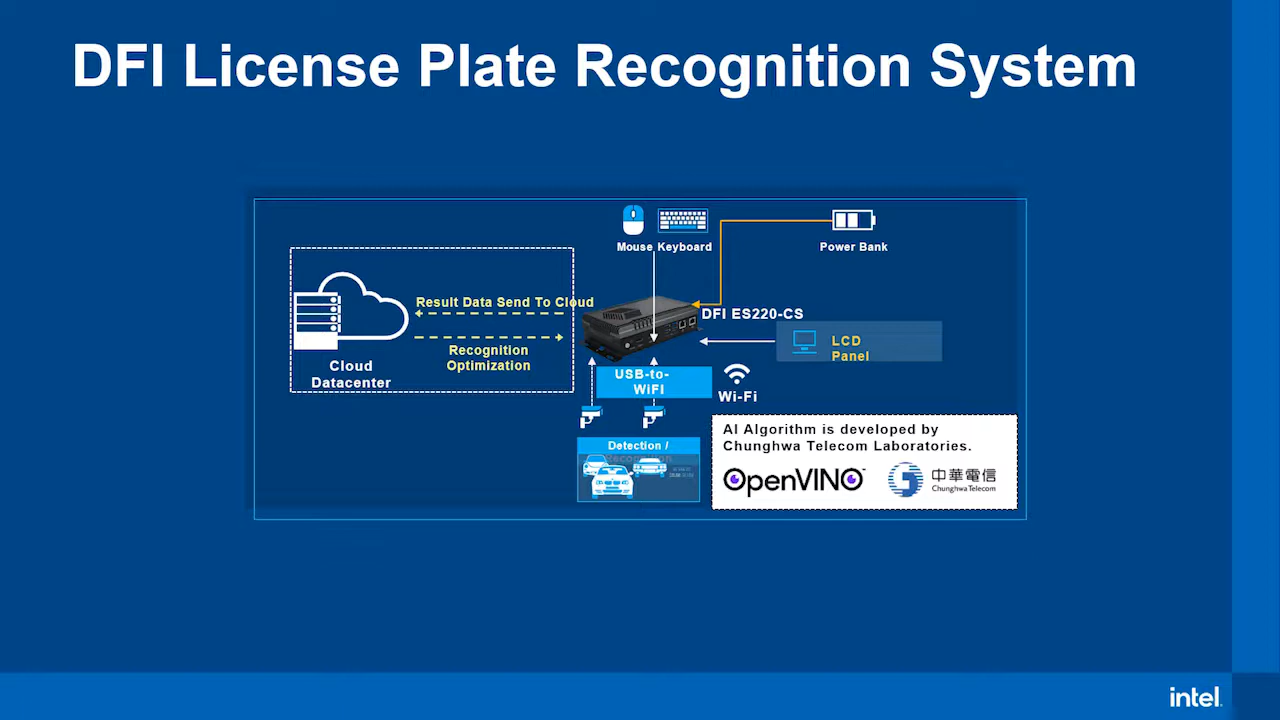 DFI License Plate Recognition System
Mouse Keyboard
Power Bank
Result Data Send To Cloud
DFI ES220-CS
LCD
Panel
Recognition
Optimization
Cloud
Datacenter
USB-to-
WiFI
Wi-Fi
Detection /
Recognition
AI Algorithm is developed by
Chunghwa Telecom Laboratories.
OpenVINO
中華電信
Chunghwa Telecom
intel.